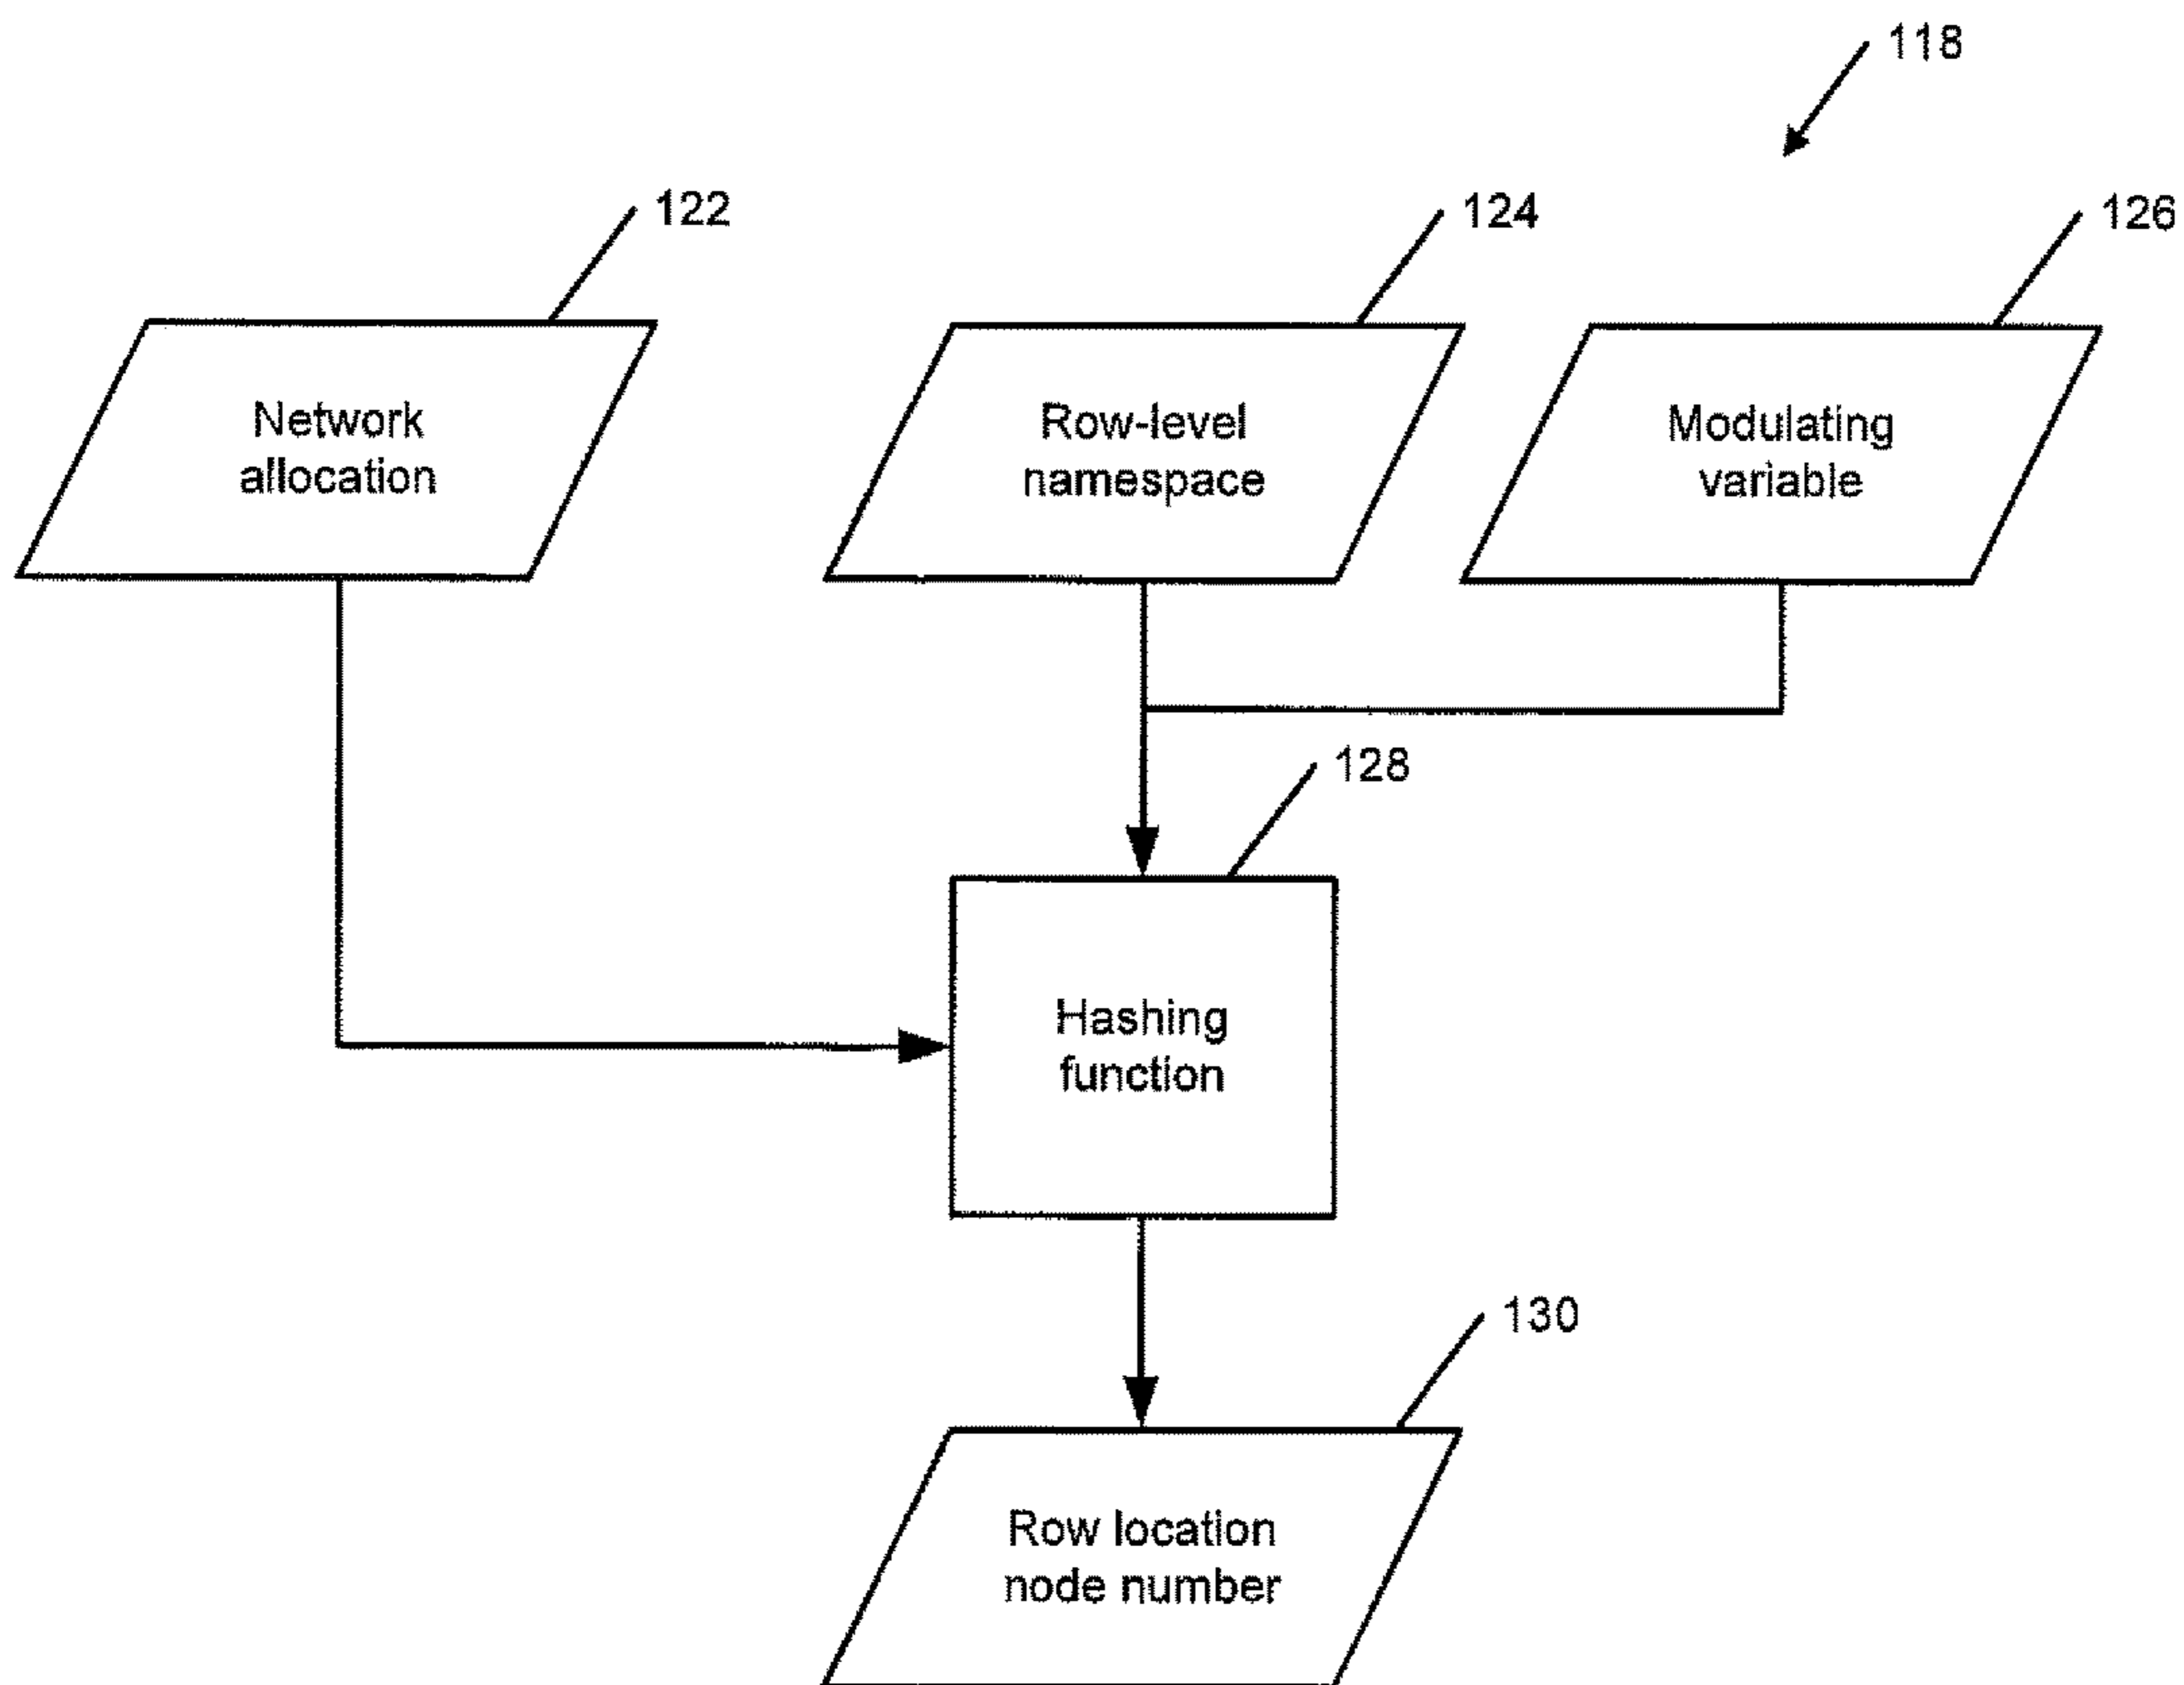 118
122
124
126
Network
allocation
Row-level
namespace
Modulating
variable
128
Hashing
function
130
Row location
node number